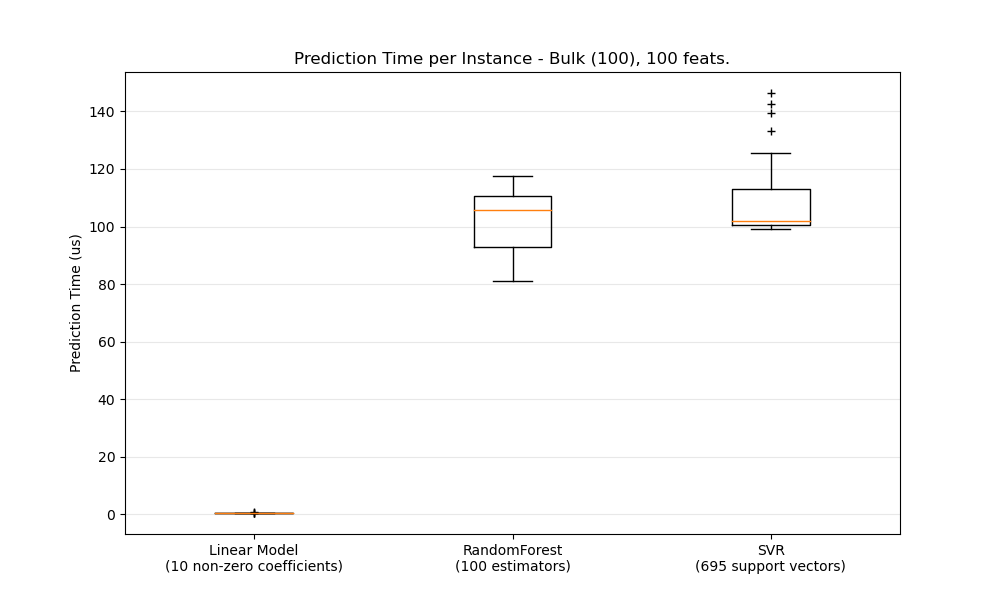 Prediction Time per Instance - Bulk (100), 100 feats.
Prediction Time (us)
140
120
100
80
60
40
20
0
Linear Model
(10 non-zero coefficients)
RandomForest
(100 estimators)
SVR
(695 support vectors)